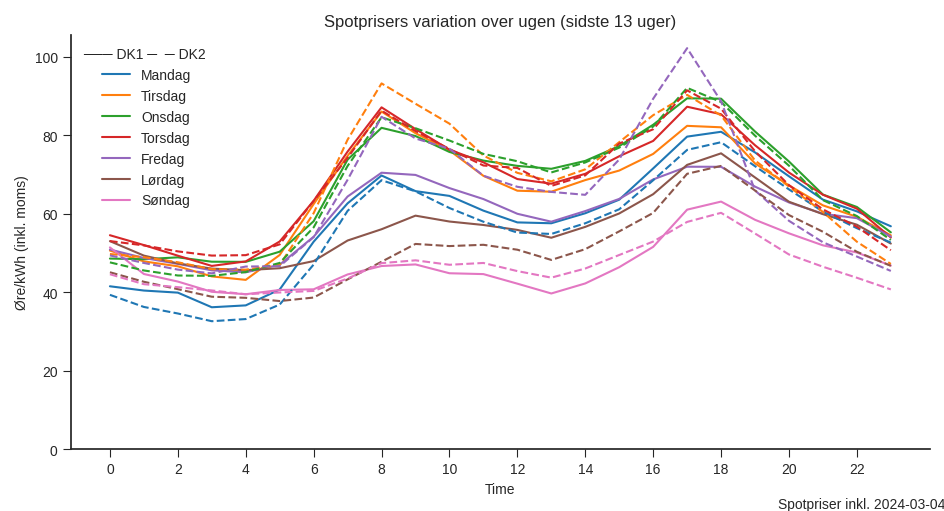 Spotprisers variation over ugen (sidste 13 uger)
DK1 DK2
Mandag
Tirsdag
Onsdag
Torsdag
Fredag
Lørdag
Søndag
Øre/kWh (inkl. moms)
100
80
60
40
20
0
0 2 4 6 8 10 12 14 16 18 20 22
Time
Spotpriser inkl. 2024-03-04